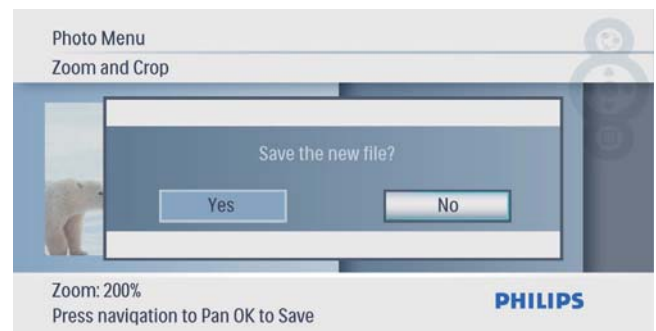 Photo Menu
Zoom and Crop
Save the new file?
Yes No
Zoom: 200%
Press navigation to Pan OK to Save
PHILIPS